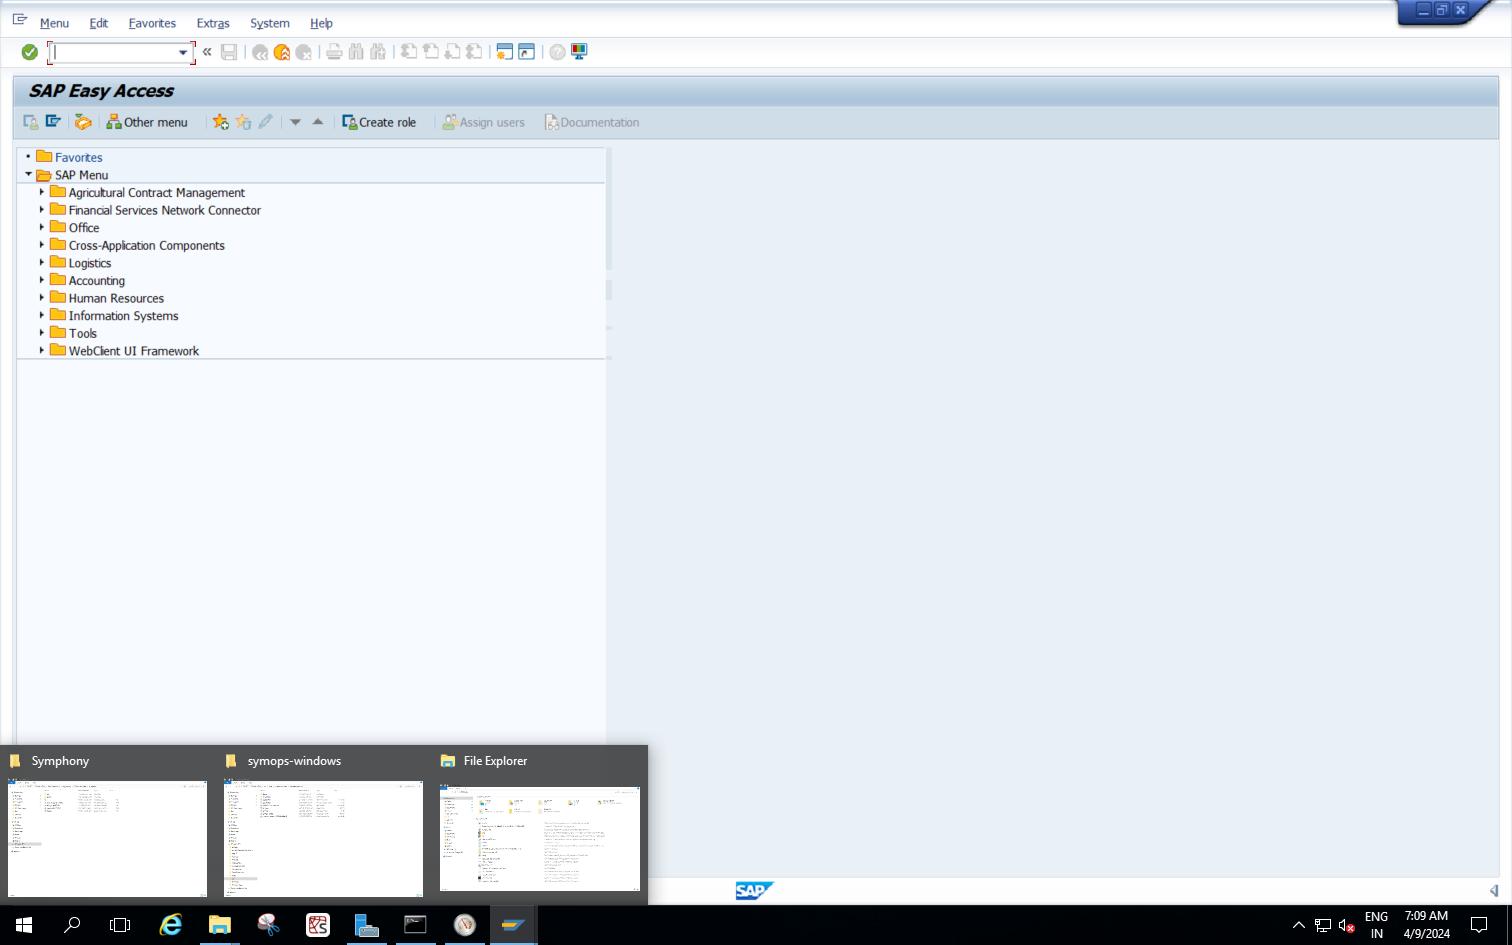 Menu Edit Favorites Extras System Help
SAP Easy Access
Other menu Create role Assign users Documentation
Favorites
SAP Menu
Agricultural Contract Management
Financial Services Network Connector
Office
Cross-Application Components
Logistics
Accounting
Human Resources
Information Systems
Tools
WebClient UI Framework
Symphony symops-windows File Explorer
SAP
ENG 7:09 AM
IN 4/9/2024